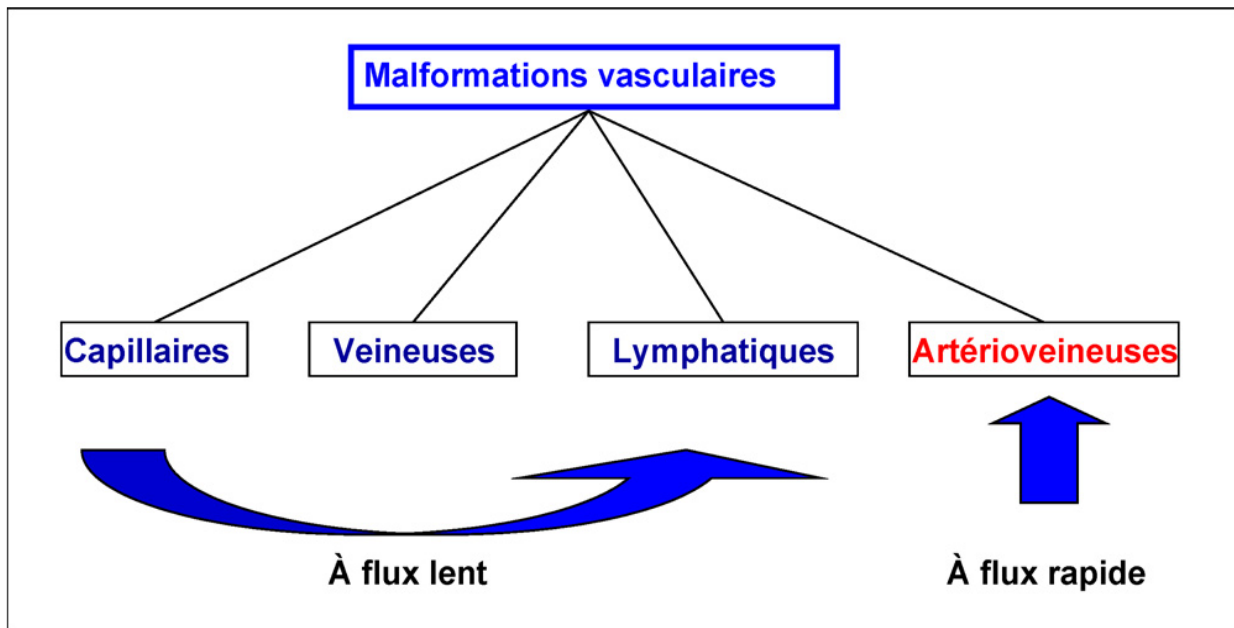 Malformations vasculaires
Capillaires
Veineuses
Lymphatiques
Artérioveineuses
À flux lent
À flux rapide